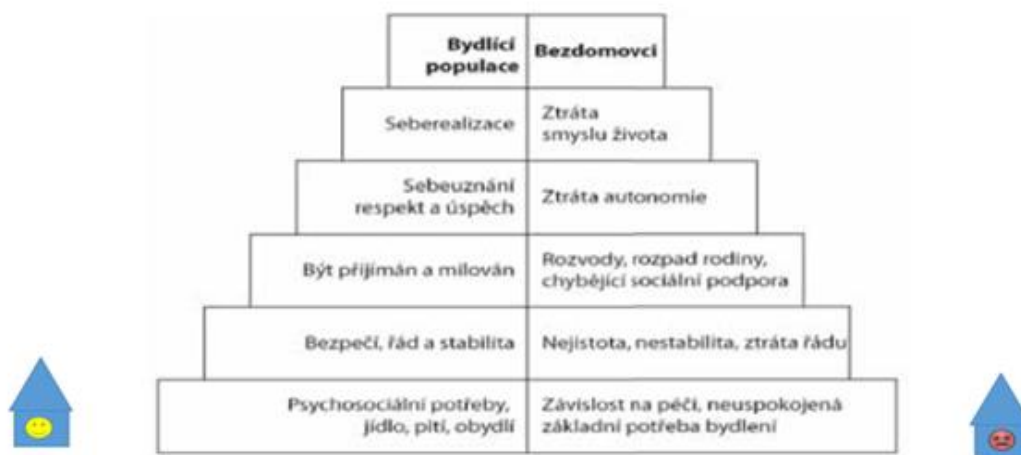 Bydlící
populace
Bezdomovci
Seberealizace
Ztráta
smyslu života
Sebeuznání
respekt a úspěch
Ztráta autonomie
Být přijímán a milován
Rozvody, rozpad rodiny,
chybějící sociální podpora
Bezpečí, řád a stabilita
Nejistota, nestabilita, ztráta řádu
Psychosociální potřeby,
jídlo, pití, obydlí
Závislost na péči, neuspokojená
základní potřeba bydlení